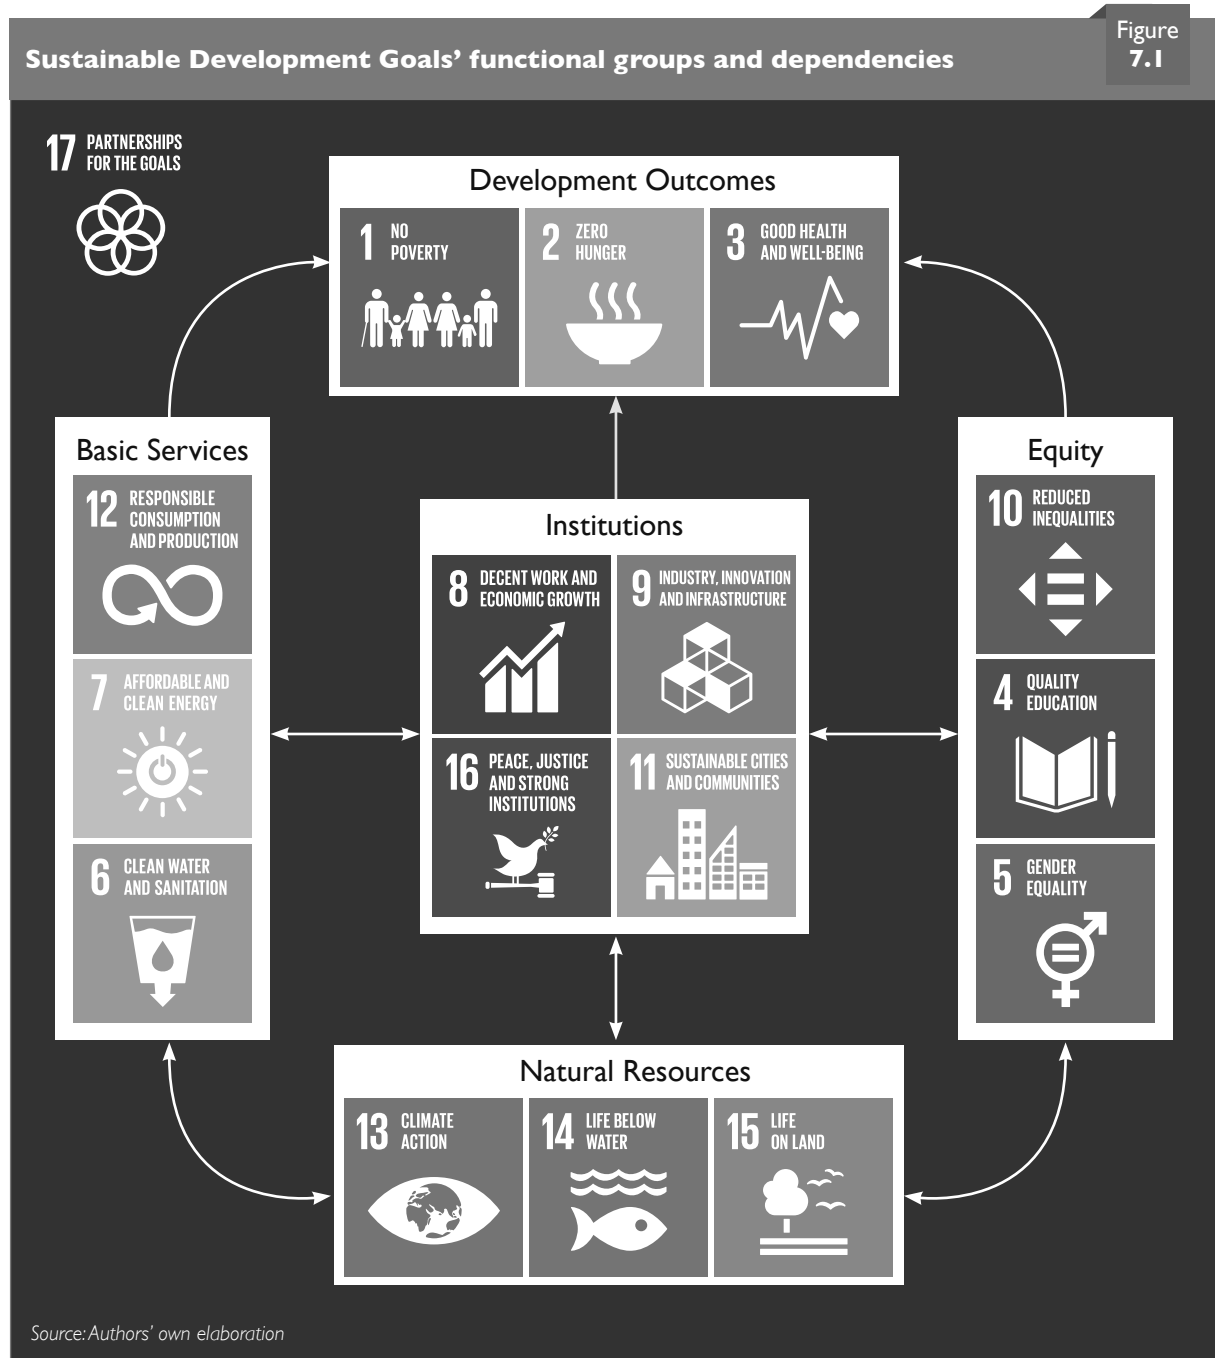 Sustainable Development Goals’ functional groups and dependencies
Figure
7.1
17 PARTNERSHIPS
FOR THE GOALS
Development Outcomes
1 NO
POVERTY
2 ZERO
HUNGER
3 GOOD HEALTH
AND WELL-BEING
Basic Services
12 RESPONSIBLE
CONSUMPTION
AND PRODUCTION
7 AFFORDABLE AND
CLEAN ENERGY
6 CLEAN WATER
AND SANITATION
Institutions
8 DECENT WORK AND
ECONOMIC GROWTH
9 INDUSTRY, INNOVATION
AND INFRASTRUCTURE
16 PEACE, JUSTICE
AND STRONG
INSTITUTIONS
11 SUSTAINABLE CITIES
AND COMMUNITIES
Equity
10 REDUCED
INEQUALITIES
4 QUALITY
EDUCATION
5 GENDER
EQUALITY
Natural Resources
13 CLIMATE
ACTION
14 LIFE BELOW
WATER
15 LIFE
ON LAND
Source: Authors’ own elaboration